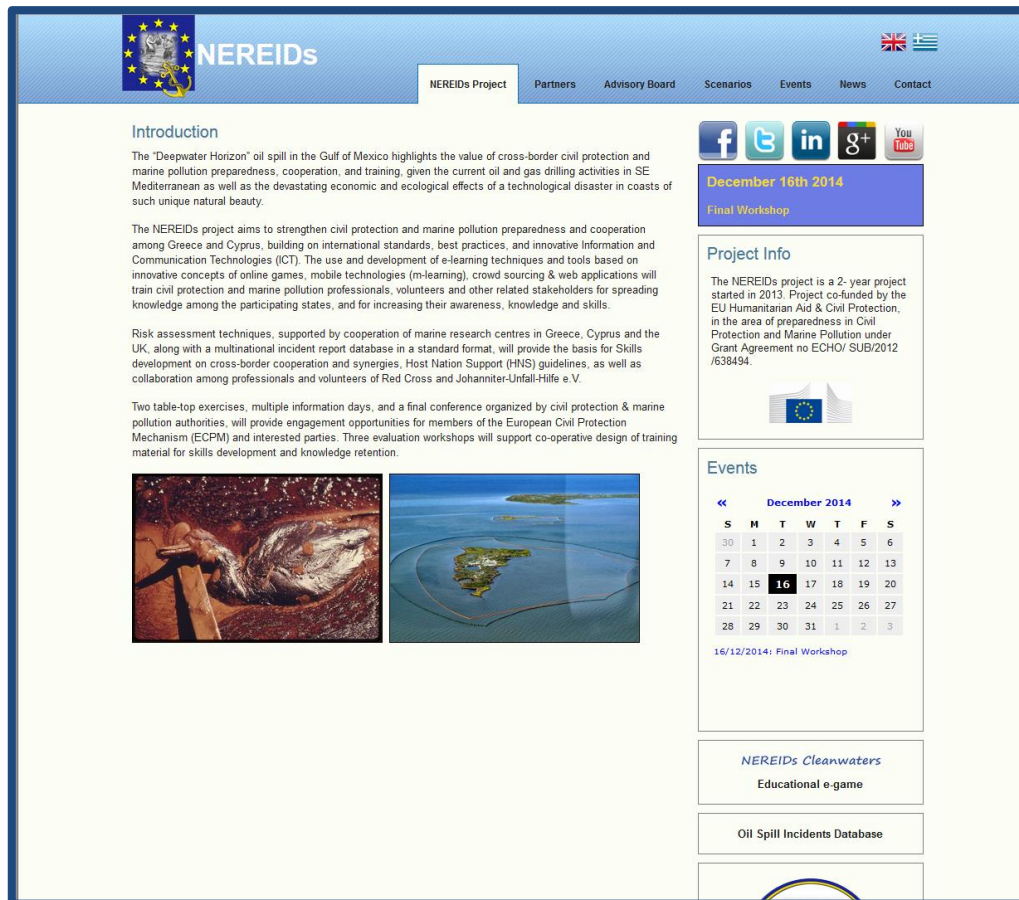 NEREIDs
NEREIDs Project Partners Advisory Board Scenarios Events News Contact
Introduction
The "Deepwater Horizon" oil spill in the Gulf of Mexico highlights the value of cross-border civil protection and
marine pollution preparedness, cooperation, and training, given the current oil and gas drilling activities in SE
Mediterranean as well as the devastating economic and ecological effects of a technological disaster in coasts of
such unique natural beauty.
The NEREIDs project aims to strengthen civil protection and marine pollution preparedness and cooperation
among Greece and Cyprus, building on international standards, best practices, and innovative Information and
Communication Technologies (ICT). The use and development of e-learning techniques and tools based on
innovative concepts of online games, mobile technologies (m-learning), crowd sourcing & web applications will
train civil protection and marine pollution professionals, volunteers and other related stakeholders for spreading
knowledge among the participating states, and for increasing their awareness, knowledge and skills.
Risk assessment techniques, supported by cooperation of marine research centres in Greece, Cyprus and the
UK, along with a multinational incident report database in a standard format, will provide the basis for Skills
development on cross-border cooperation and synergies, Host Nation Support (HNS) guidelines, as well as
collaboration among professionals and volunteers of Red Cross and Johanniter-Unfall-Hilfe e.V.
Two table-top exercises, multiple information days, and a final conference organized by civil protection & marine
pollution authorities, will provide engagement opportunities for members of the European Civil Protection
Mechanism (ECPM) and interested parties. Three evaluation workshops will support co-operative design of training
material for skills development and knowledge retention.
f t in g+ You Tube
December 16th 2014
Final Workshop
Project Info
The NEREIDs project is a 2- year project
started in 2013. Project co-funded by the
EU Humanitarian Aid & Civil Protection,
in the area of preparedness in Civil
Protection and Marine Pollution under
Grant Agreement no ECHO/ SUB/2012
/638494.
Events
« December 2014 »
S M T W T F S
30 1 2 3 4 5 6
7 8 9 10 11 12 13
14 15 16 17 18 19 20
21 22 23 24 25 26 27
28 29 30 31 1 2 3
16/12/2014: Final Workshop
NEREIDs Cleanwaters
Educational e-game
Oil Spill Incidents Database